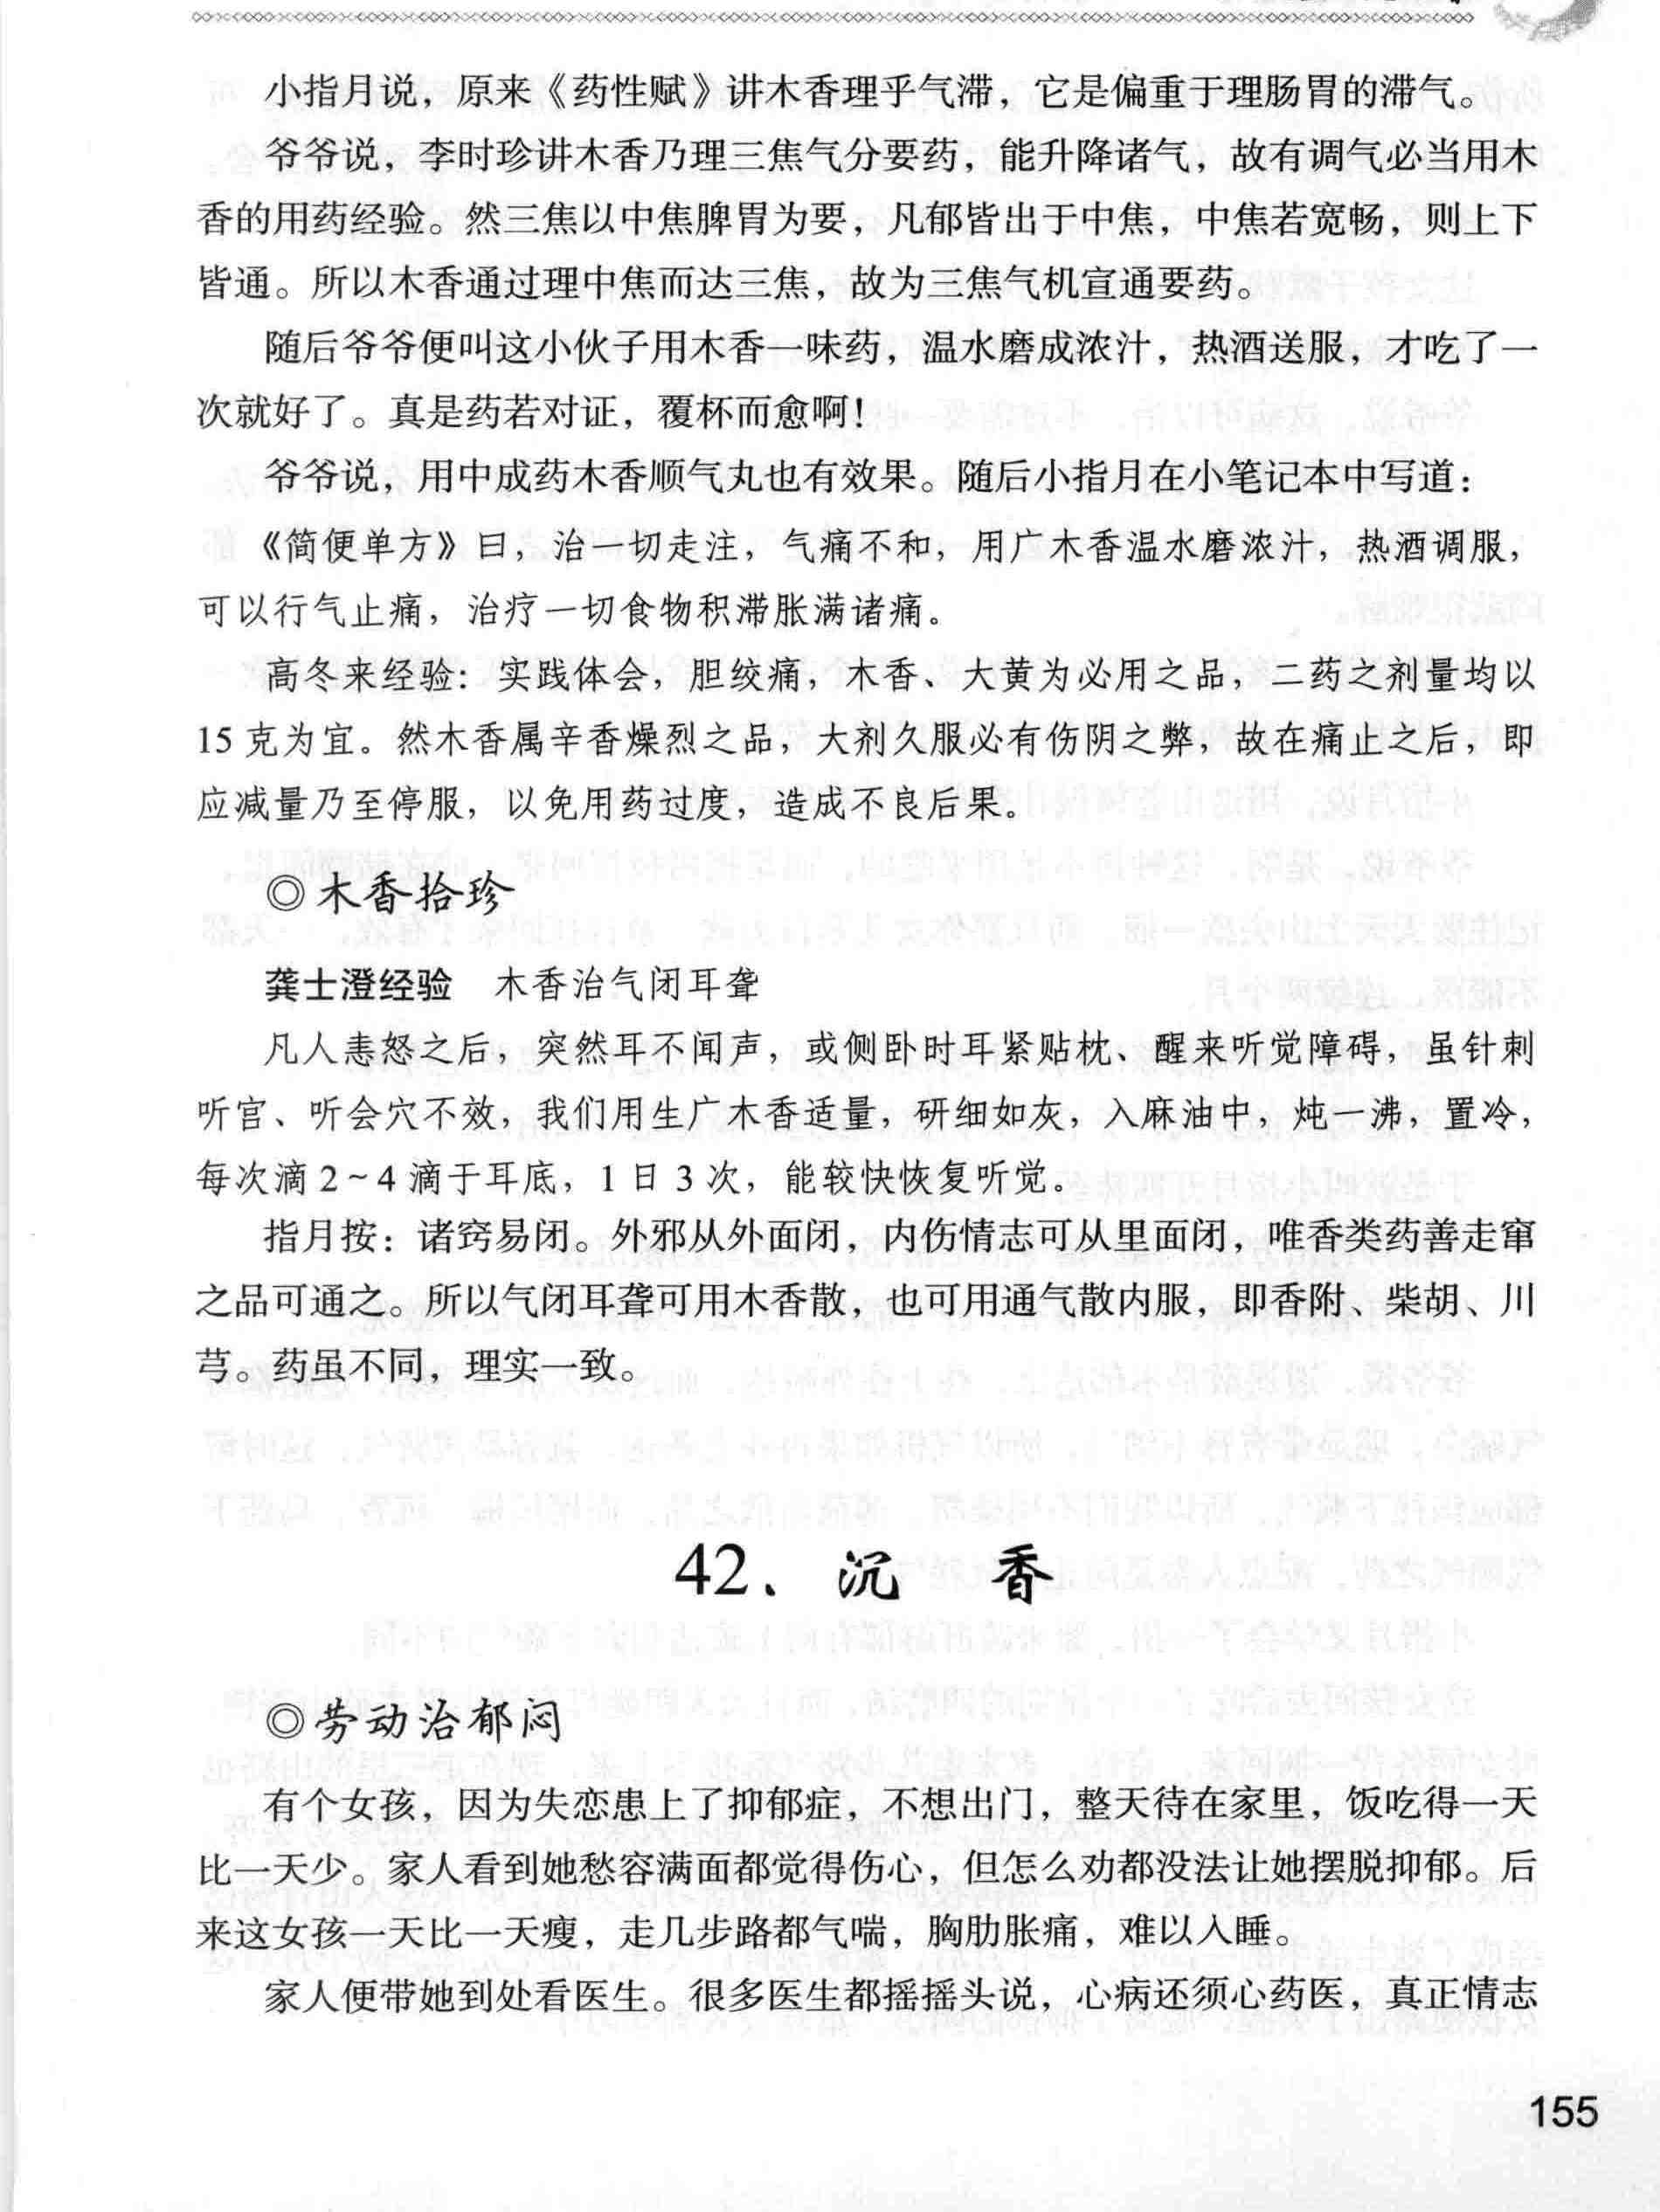 小指月说，原来《药性赋》讲木香理乎气滞，它是偏重于理肠胃的滞气。
爷爷说，李时珍讲木香乃理三焦气分要药，能升降诸气，故有调气必当用木
香的用药经验。然三焦以中焦脾胃为要，凡郁皆出于中焦，中焦若宽畅，则上下
皆通。所以木香通过理中焦而达三焦，故为三焦气机宣通要药。
随后爷爷便叫这小伙子用木香一味药，温水磨成浓汁，热酒送服，才吃了一
次就好了。真是药若对证，覆杯而愈啊！
爷爷说，用中成药木香顺气丸也有效果。随后小指月在小笔记本中写道：
《简便单方》曰，治一切走注，气痛不和，用广木香温水磨浓汁，热酒调服，
可以行气止痛，治疗一切食物积滞胀满诸痛。
高冬来经验：实践体会，胆绞痛，木香、大黄为必用之品，二药之剂量均以
15克为宜。然木香属辛香燥烈之品，大剂久服必有伤阴之弊，故在痛止之后，即
应减量乃至停服，以免用药过度，造成不良后果。
◎木香拾珍
龚士澄经验　木香治气闭耳聋
凡人恚怒之后，突然耳不闻声，或侧卧时耳紧贴枕、醒来听觉障碍，虽针刺
听宫、听会穴不效，我们用生广木香适量，研细如灰，入麻油中，炖一沸，置冷，
每次滴2~4滴于耳底，1日3次，能较快恢复听觉。
指月按：诸窍易闭。外邪从外面闭，内伤情志可从里面闭，唯香类药善走窜
之品可通之。所以气闭耳聋可用木香散，也可用通气散内服，即香附、柴胡、川
芎。药虽不同，理实一致。
42、沉　香
◎劳动治郁闷
有个女孩，因为失恋患上了抑郁症，不想出门，整天待在家里，饭吃得一天
比一天少。家人看到她愁容满面都觉得伤心，但怎么劝都没法让她摆脱抑郁。后
来这女孩一天比一天瘦，走几步路都气喘，胸肋胀痛，难以入睡。
家人便带她到处看医生。很多医生都摇摇头说，心病还须心药医，真正情志
155